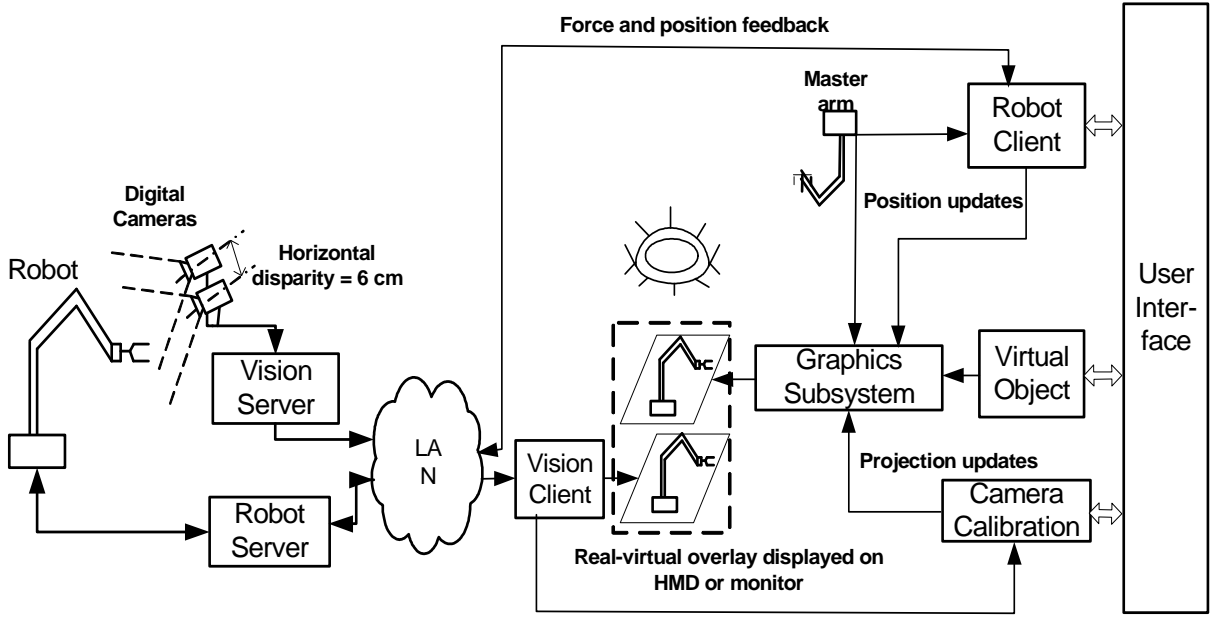 Force and position feedback
Master
arm
Robot
Client
Position updates
Digital
Cameras
Horizontal
disparity = 6 cm
Robot
User
Inter-
face
Vision
Server
Graphics
Subsystem
Virtual
Object
LA
N
Vision
Client
Projection updates
Camera
Calibration
Robot
Server
Real-virtual overlay displayed on
HMD or monitor